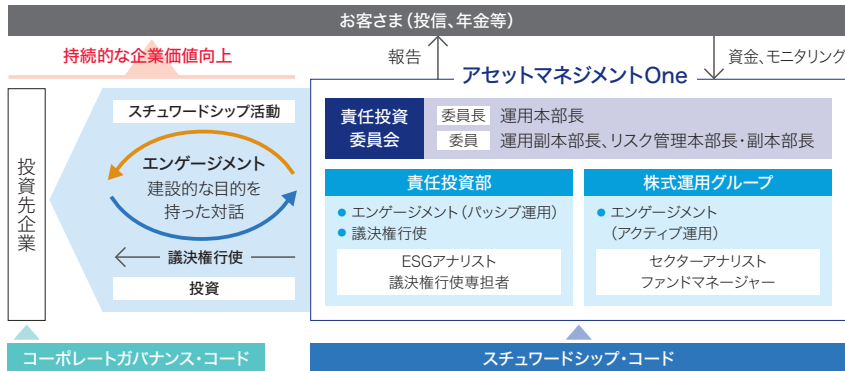 お客さま（投信、年金等）
持続的な企業価値向上
報告
資金、モニタリング
アセットマネジメントOne
投資先企業
スチュワードシップ活動
エンゲージメント
建設的な目的を
持った対話
議決権行使
投資
責任投資
委員会
委員長 運用本部長
委員 運用副本部長、リスク管理本部長・副本部長
責任投資部
● エンゲージメント（パッシブ運用）
● 議決権行使
ESGアナリスト
議決権行使専担者
株式運用グループ
● エンゲージメント
（アクティブ運用）
セクターアナリスト
ファンドマネージャー
コーポレートガバナンス・コード
スチュワードシップ・コード